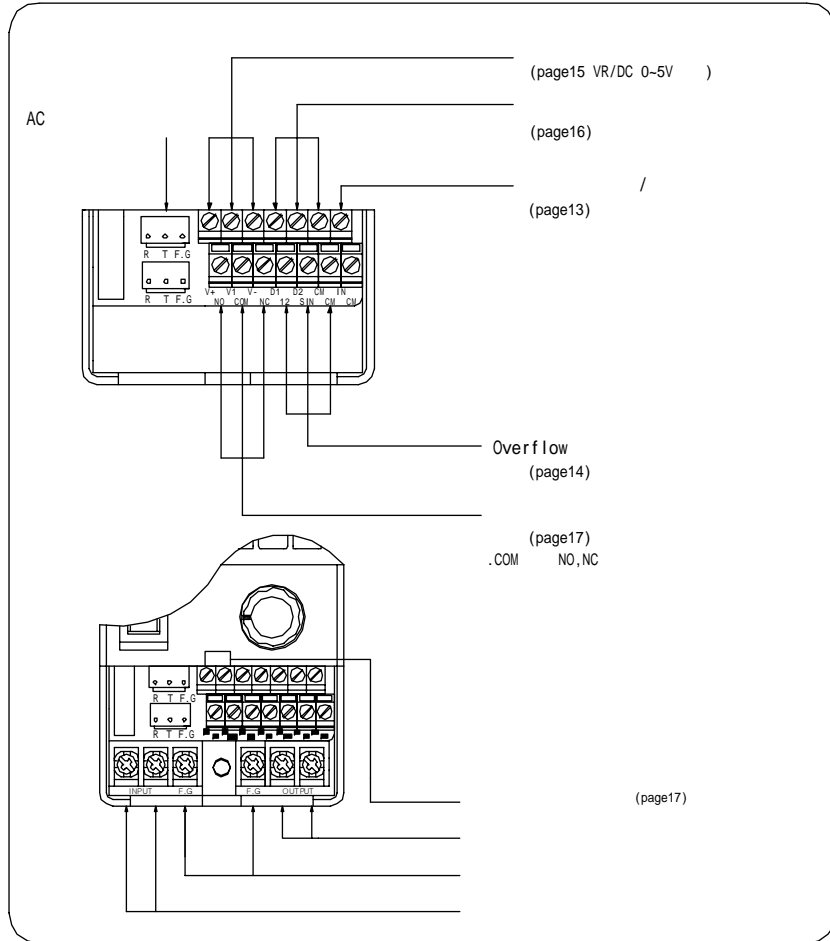 (page15 VR/DC 0~5V )
AC
(page16)
/
(page13)
R T F.G
R T F.G
V+ V1 V- D1 D2 CM IN
NO COM NC 12 SIN CM CM
Overflow
(page14)
(page17)
.COM NO,NC
R T F.G
R T F.G
INPUT F.G F.G OUTPUT
(page17)